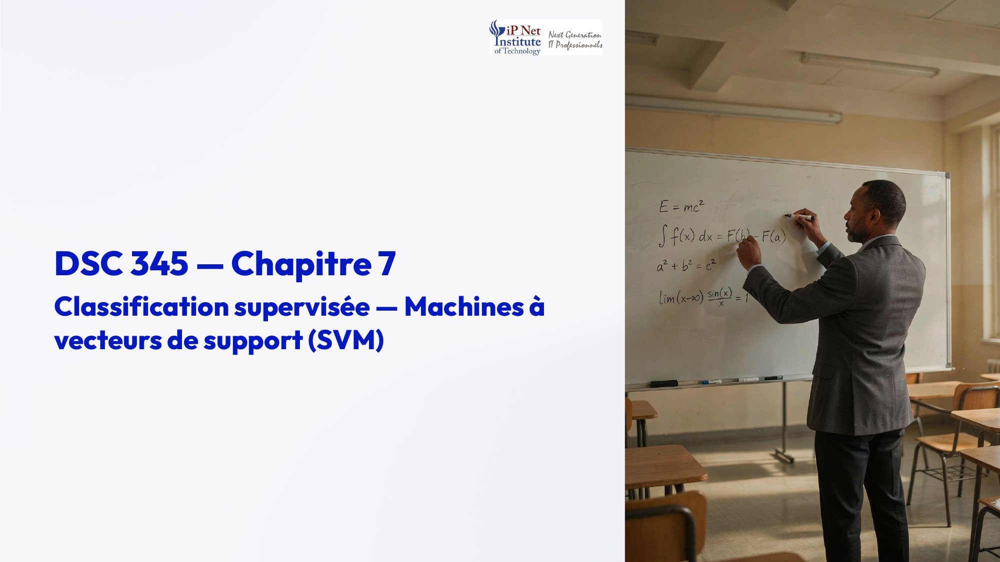 iP Net
Institute
of Technology
Next Generation
IT Professionnels
DSC 345 — Chapitre 7
Classification supervisée — Machines à
vecteurs de support (SVM)
E = mc²
∫ f(x) dx = F(b) – F(a)
a² + b² = c²
lim(x→0) sin(x)/x = 1